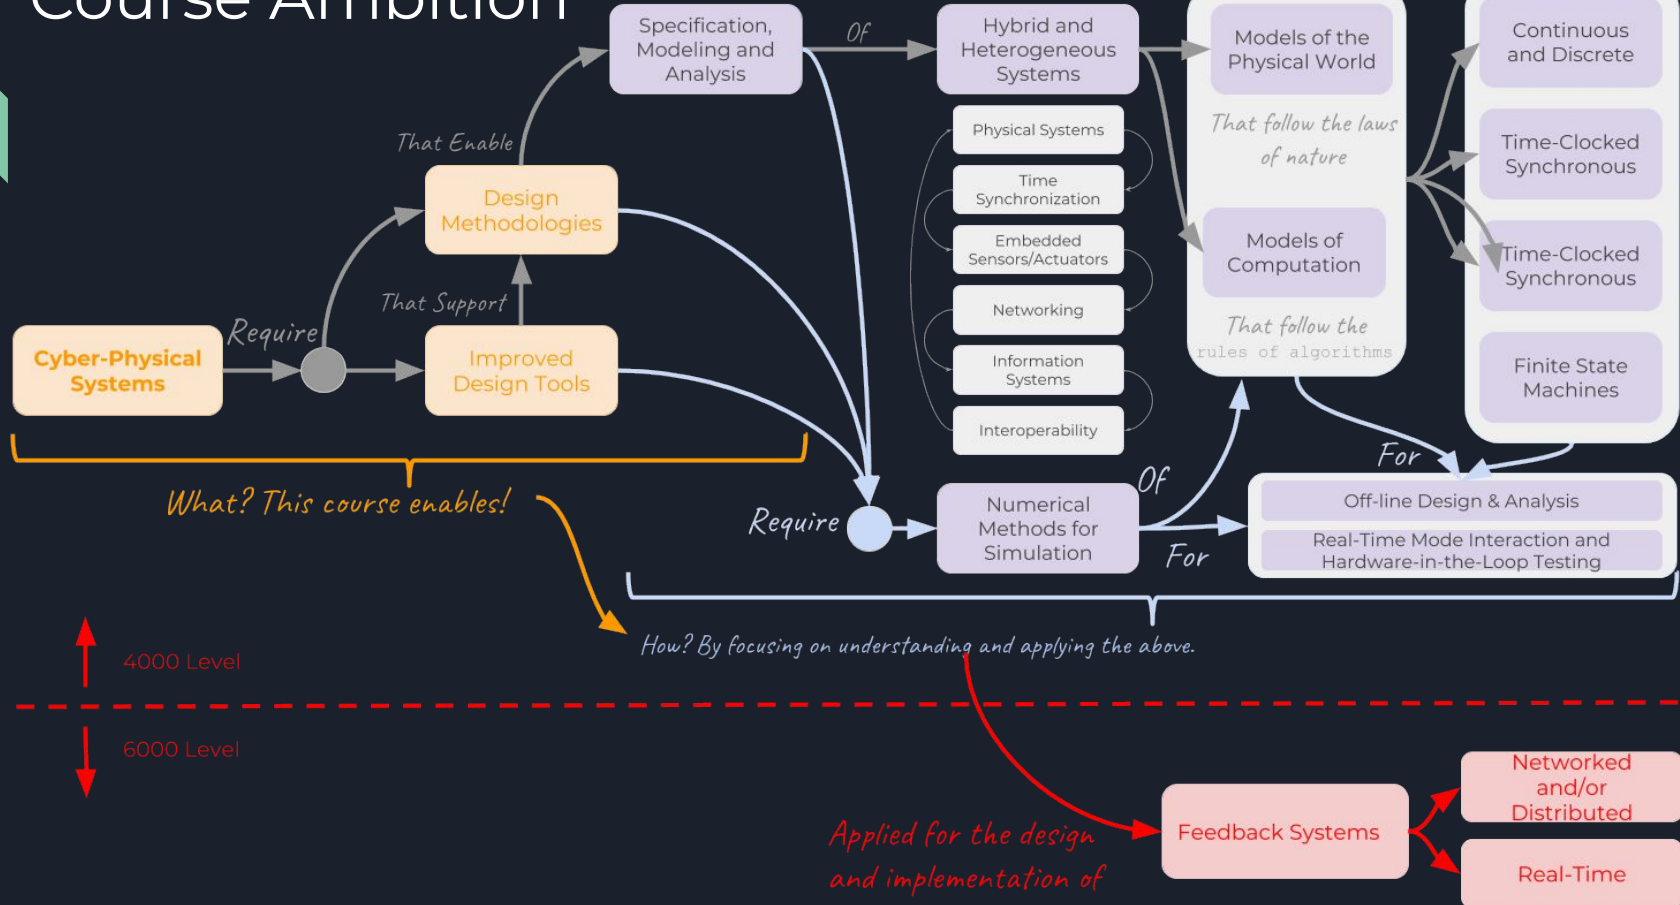 Course Ambition
Specification,
Modeling and
Analysis
Of
Hybrid and
Heterogeneous
Systems
Models of the
Physical World
That follow the laws
of nature
Models of
Computation
That follow the
rules of algorithms
Continuous
and Discrete
Time-Clocked
Synchronous
Time-Clocked
Synchronous
Finite State
Machines
Physical Systems
Time
Synchronization
Embedded
Sensors/Actuators
Networking
Information
Systems
Interoperability
That Enable
Design
Methodologies
That Support
Require
Cyber-Physical
Systems
Improved
Design Tools
What? This course enables!
Require
Numerical
Methods for
Simulation
Of
For
For
Off-line Design & Analysis
Real-Time Mode Interaction and
Hardware-in-the-Loop Testing
How? By focusing on understanding and applying the above.
4000 Level
6000 Level
Applied for the design
and implementation of
Feedback Systems
Networked
and/or
Distributed
Real-Time